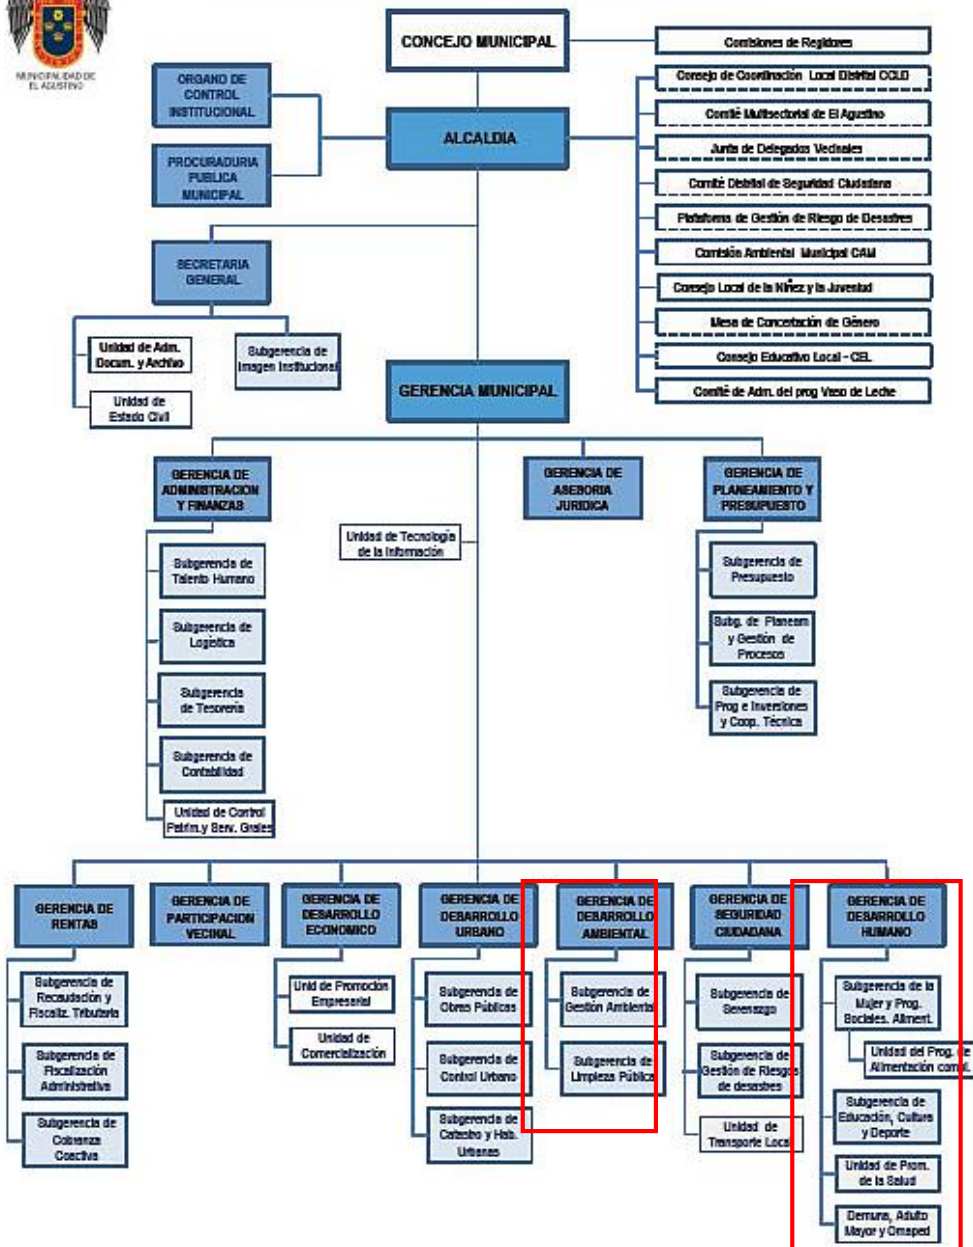 MUNICIPALIDAD DE
EL AGUSTINO
CONCEJO MUNICIPAL
Comisiones de Regidores
ORGANO DE
CONTROL
INSTITUCIONAL
PROCURADURIA
PUBLICA
MUNICIPAL
ALCALDIA
Consejo de Coordinación Local Distrital CCLD
Comité Multisectorial de El Agustino
Junta de Delegados Vecinales
Comité Distrital de Seguridad Ciudadana
Plataforma de Gestión de Riesgo de Desastres
Comisión Ambiental Municipal CAM
Consejo Local de la Niñez y la Juventud
Mesa de Concertación de Género
Consejo Educativo Local - CEL
Comité de Adm. del prog Vaso de Leche
SECRETARIA
GENERAL
Unidad de Adm.
Docum. y Archivo
Subgerencia de
Imagen Institucional
Unidad de
Estado Civil
GERENCIA MUNICIPAL
GERENCIA DE
ADMINISTRACION
Y FINANZAS
GERENCIA DE
ASESORIA
JURIDICA
GERENCIA DE
PLANEAMIENTO Y
PRESUPUESTO
Unidad de Tecnología
de la Información
Subgerencia de
Talento Humano
Subgerencia de
Logística
Subgerencia
de Tesorería
Subgerencia de
Contabilidad
Unidad de Control
Patrim.y Serv. Grales
Subgerencia de
Presupuesto
Subg. de Planeam
y Gestión de
Procesos
Subgerencia de
Prog e Inversiones
y Coop. Técnica
GERENCIA DE
RENTAS
GERENCIA DE
PARTICIPACION
VECINAL
GERENCIA DE
DESARROLLO
ECONOMICO
GERENCIA DE
DESARROLLO
URBANO
GERENCIA DE
DESARROLLO
AMBIENTAL
GERENCIA DE
SEGURIDAD
CIUDADANA
GERENCIA DE
DESARROLLO
HUMANO
Subgerencia de
Recaudación y
Fiscaliz. Tributaria
Subgerencia de
Fiscalización
Administrativa
Subgerencia de
Cobranza
Coactiva
Unid de Promoción
Empresarial
Unidad de
Comercialización
Subgerencia de
Obras Públicas
Subgerencia de
Control Urbano
Subgerencia de
Catastro y Hab.
Urbanas
Subgerencia de
Gestión Ambiental
Subgerencia de
Limpieza Pública
Subgerencia de
Serenazgo
Subgerencia de
Gestión de Riesgos
de desastres
Unidad de
Transporte Local
Subgerencia de la
Mujer y Prog.
Sociales. Aliment.
Unidad del Prog. de
Alimentación compl.
Subgerencia de
Educación, Cultura
y Deporte
Unidad de Prom.
de la Salud
Demuna, Adulto
Mayor y Omaped